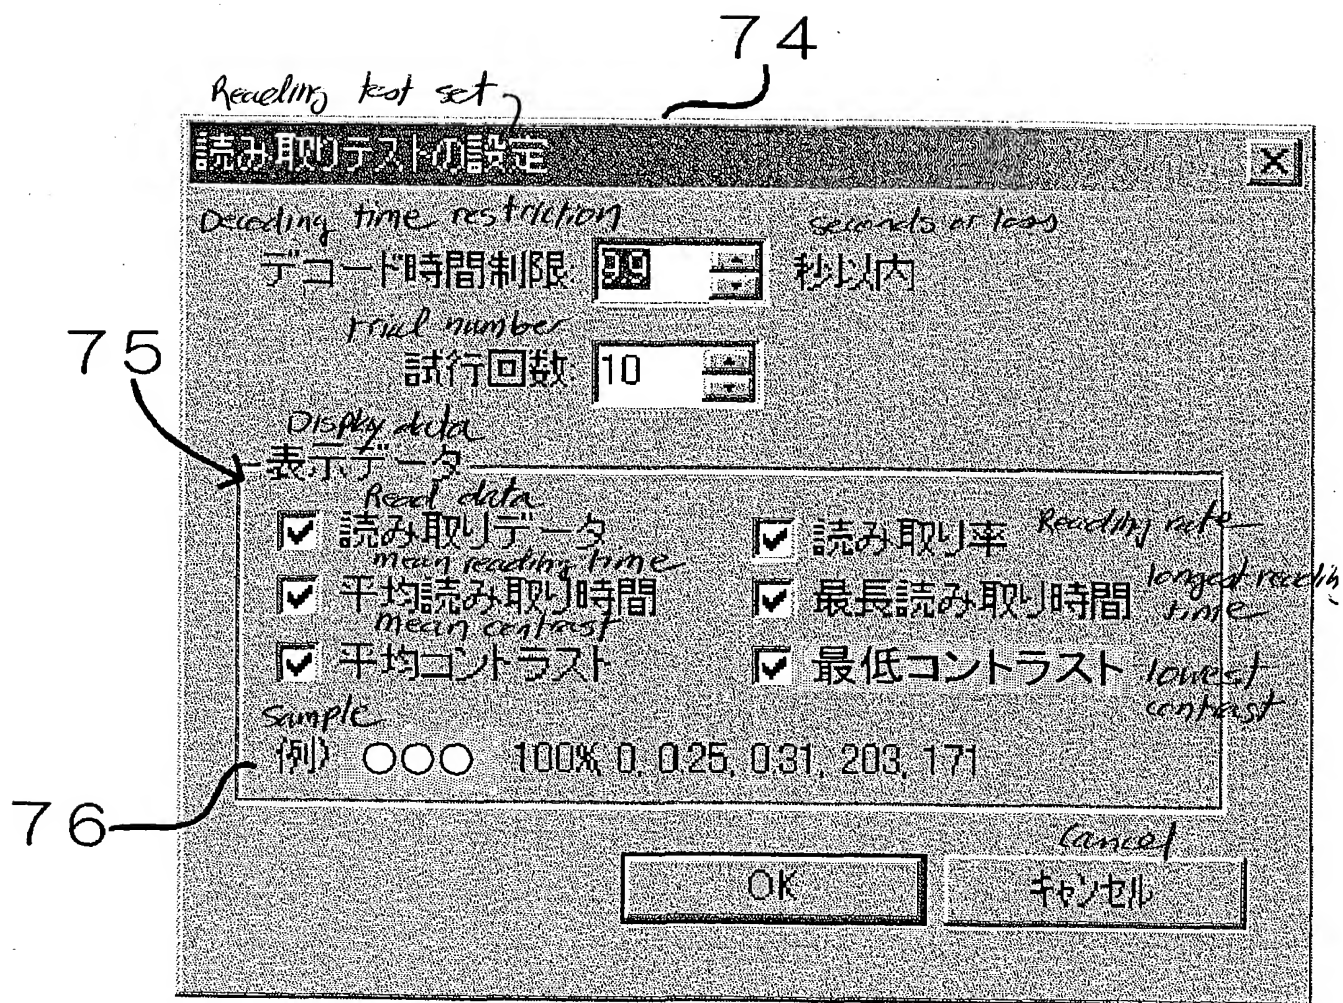 74
Reading test set
読み取りテストの設定
Decoding time restriction
seconds or less
デコード時間制限
秒以内
trial number
75
試行回数
10
Display data
表示データ
Read data
読み取りデータ
読み取り率
Reading rate
mean reading time
平均読み取り時間
最長読み取り時間
longest reading
time
mean contrast
平均コントラスト
最低コントラスト
lowest
contrast
Sample
(例) ○○○ 100%, 0, 0.25, 0.31, 203, 171
76
Cancel
OK
キャンセル